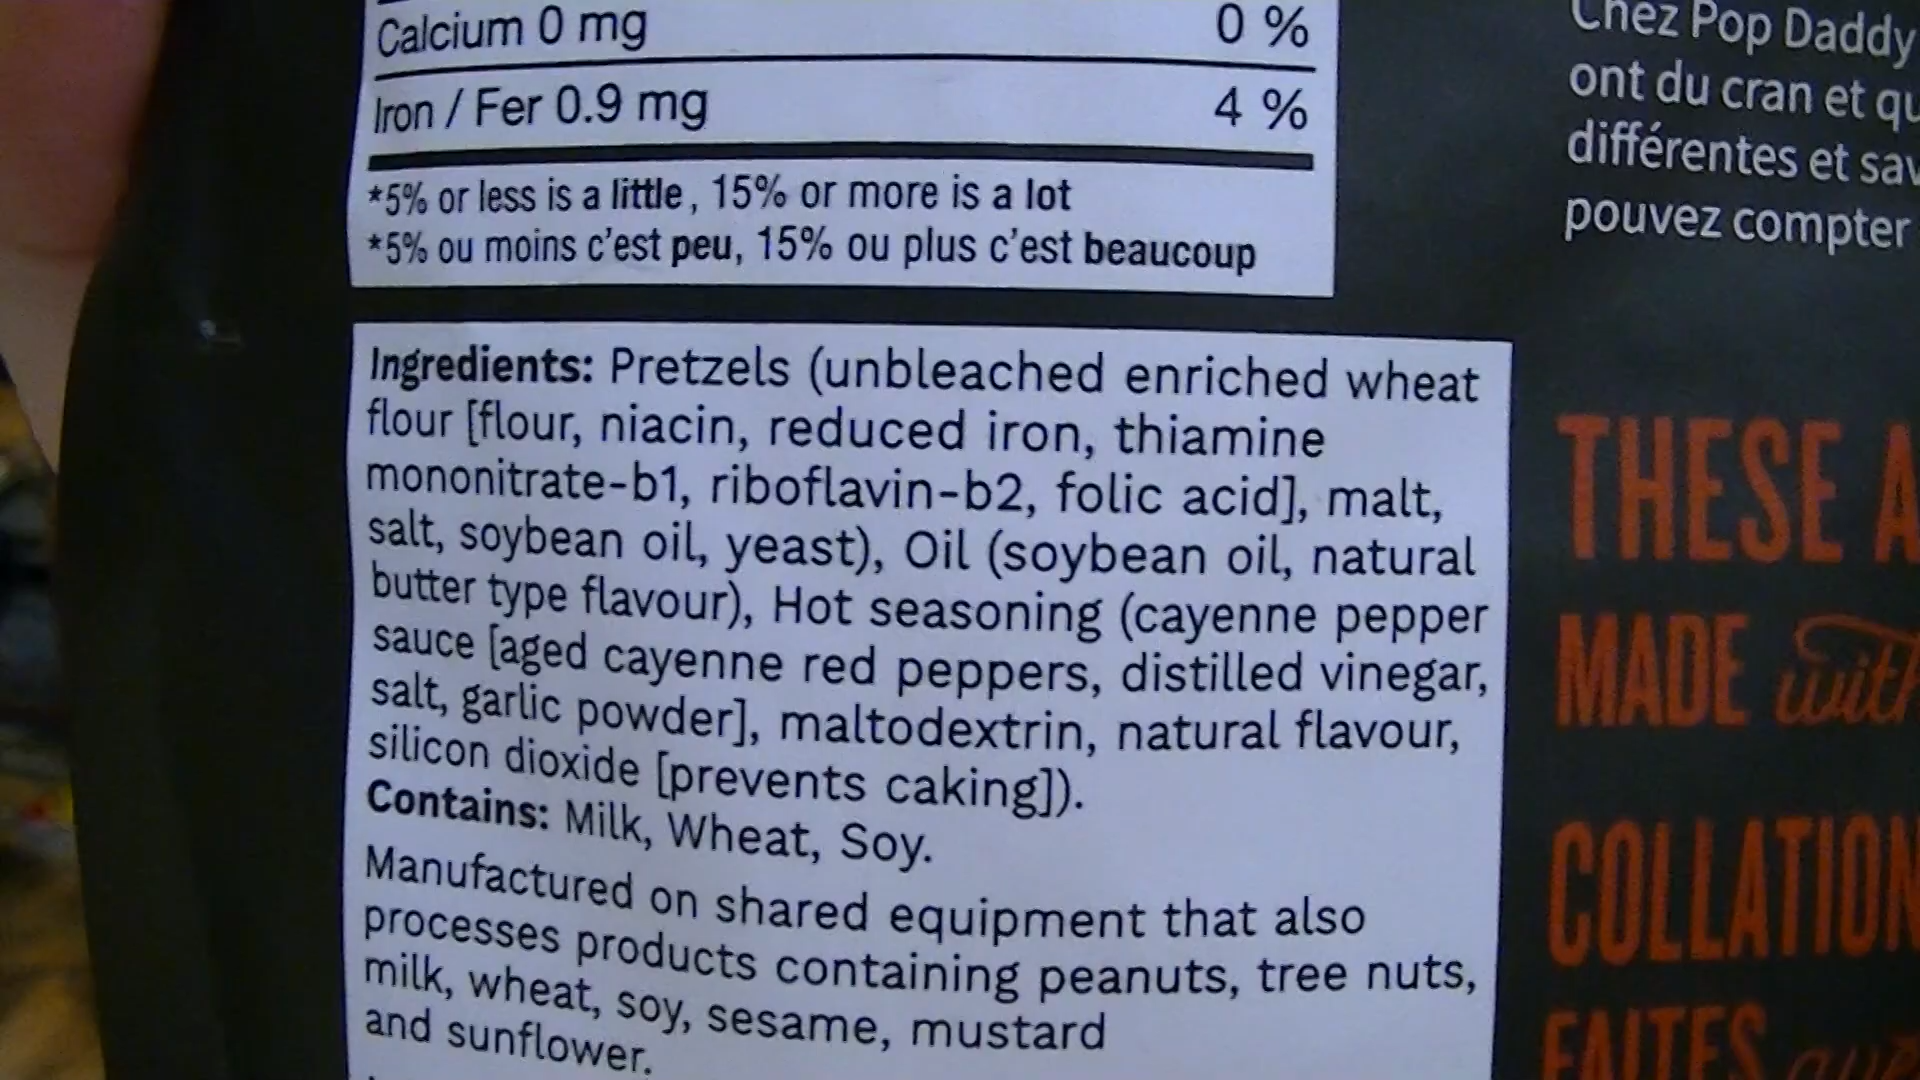 Calcium 0 mg 0 %
Iron / Fer 0.9 mg 4 %
*5% or less is a little, 15% or more is a lot
*5% ou moins c'est peu, 15% ou plus c'est beaucoup
Ingredients: Pretzels (unbleached enriched wheat
flour [flour, niacin, reduced iron, thiamine
mononitrate-b1, riboflavin-b2, folic acid], malt,
salt, soybean oil, yeast), Oil (soybean oil, natural
butter type flavour), Hot seasoning (cayenne pepper
sauce [aged cayenne red peppers, distilled vinegar,
salt, garlic powder], maltodextrin, natural flavour,
silicon dioxide [prevents caking]).
Contains: Milk, Wheat, Soy.
Manufactured on shared equipment that also
processes products containing peanuts, tree nuts,
milk, wheat, soy, sesame, mustard
and sunflower.
Chez Pop Daddy
ont du cran et
différentes et
pouvez compter
THESE
MADE with
COLLATION
FAITES